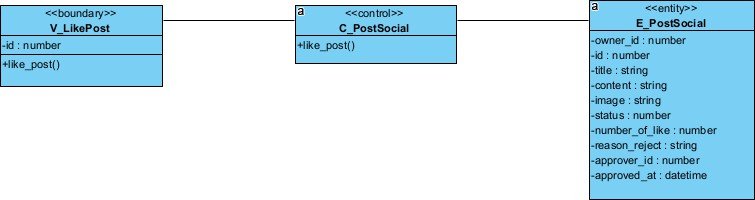 <<boundary>>
V_LikePost
-id : number
+like_post()
a
<<control>>
C_PostSocial
+like_post()
a
<<entity>>
E_PostSocial
-owner_id : number
-id : number
-title : string
-content : string
-image : string
-status : number
-number_of_like : number
-reason_reject : string
-approver_id : number
-approved_at : datetime